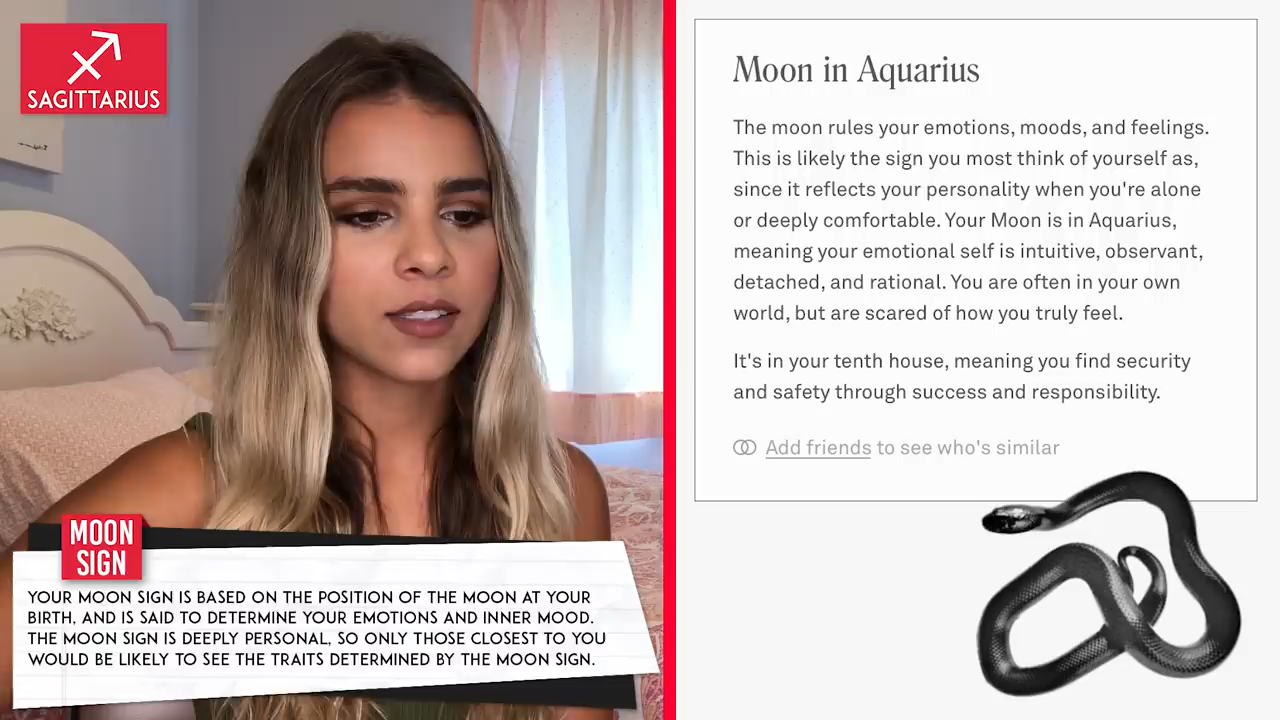 SAGITTARIUS
MOON
SIGN
YOUR MOON SIGN IS BASED ON THE POSITION OF THE MOON AT YOUR
BIRTH, AND IS SAID TO DETERMINE YOUR EMOTIONS AND INNER MOOD.
THE MOON SIGN IS DEEPLY PERSONAL, SO ONLY THOSE CLOSEST TO YOU
WOULD BE LIKELY TO SEE THE TRAITS DETERMINED BY THE MOON SIGN.
Moon in Aquarius
The moon rules your emotions, moods, and feelings.
This is likely the sign you most think of yourself as,
since it reflects your personality when you're alone
or deeply comfortable. Your Moon is in Aquarius,
meaning your emotional self is intuitive, observant,
detached, and rational. You are often in your own
world, but are scared of how you truly feel.
It's in your tenth house, meaning you find security
and safety through success and responsibility.
Add friends to see who's similar